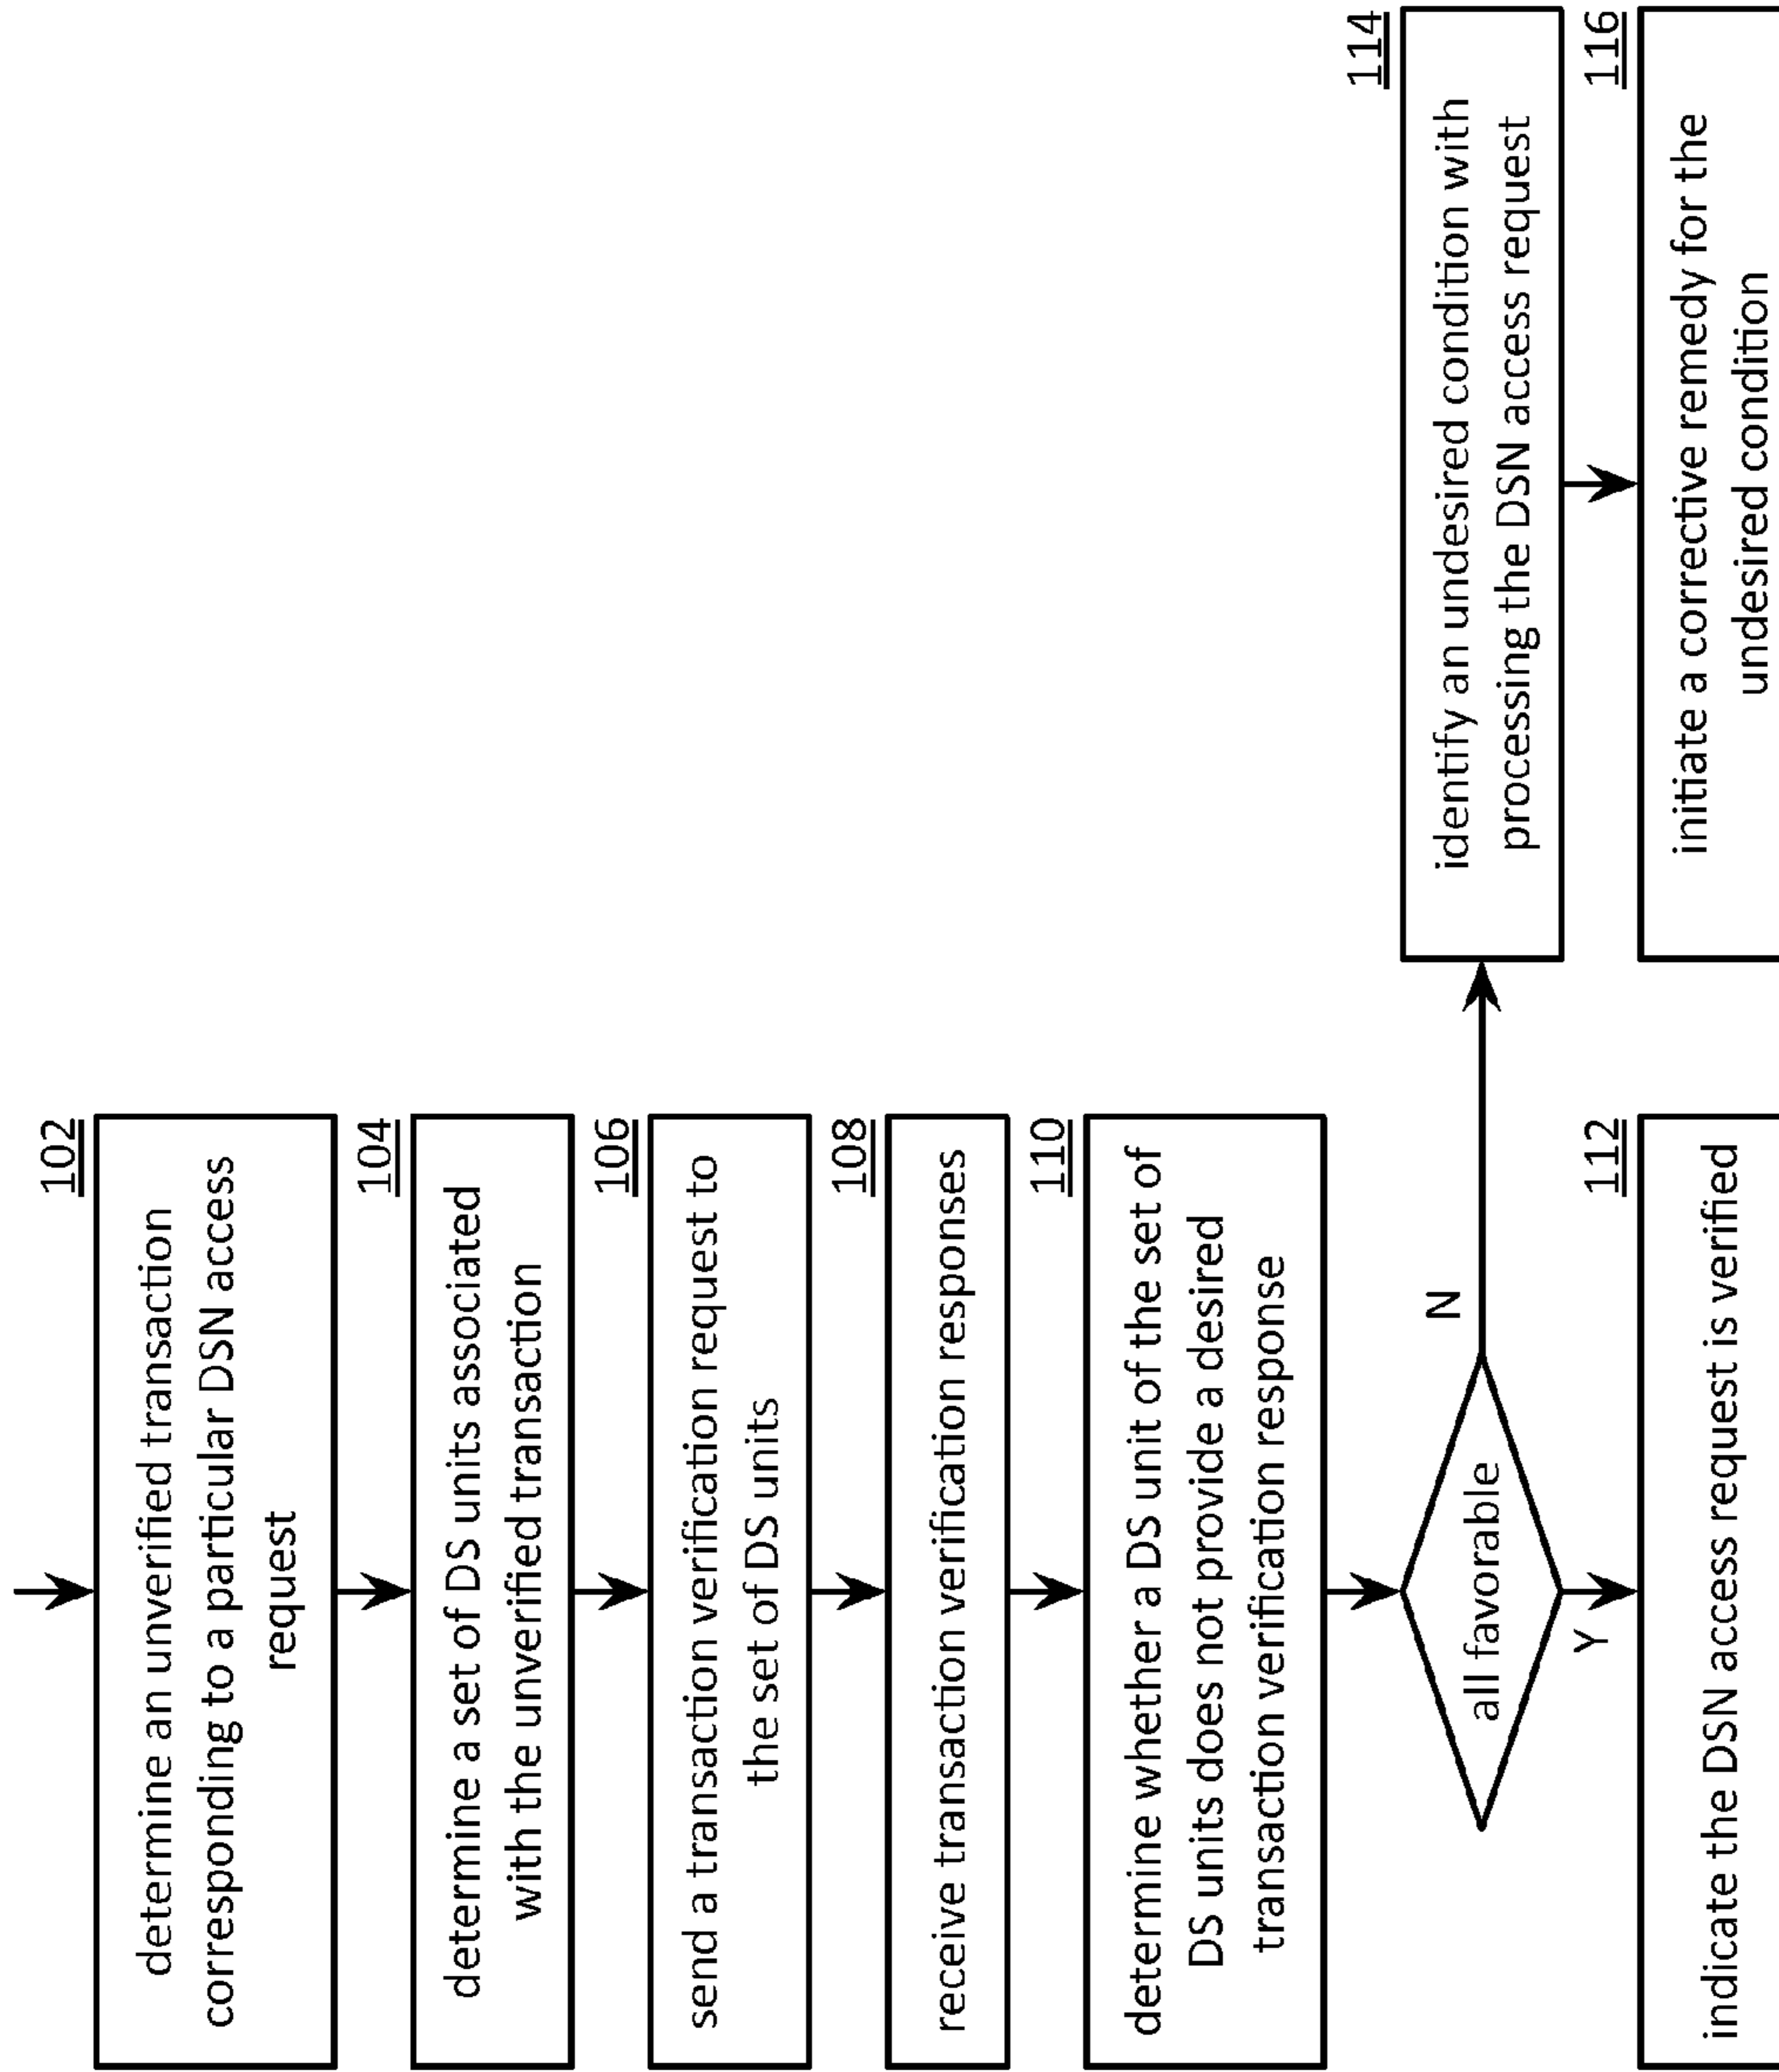 102
determine an unverified transaction
corresponding to a particular DSN access
request
104
determine a set of DS units associated
with the unverified transaction
106
send a transaction verification request to
the set of DS units
108
receive transaction verification responses
110
determine whether a DS unit of the set of
DS units does not provide a desired
transaction verification response
all favorable
N
Y
112
indicate the DSN access request is verified
114
identify an undesired condition with
processing the DSN access request
116
initiate a corrective remedy for the
undesired condition